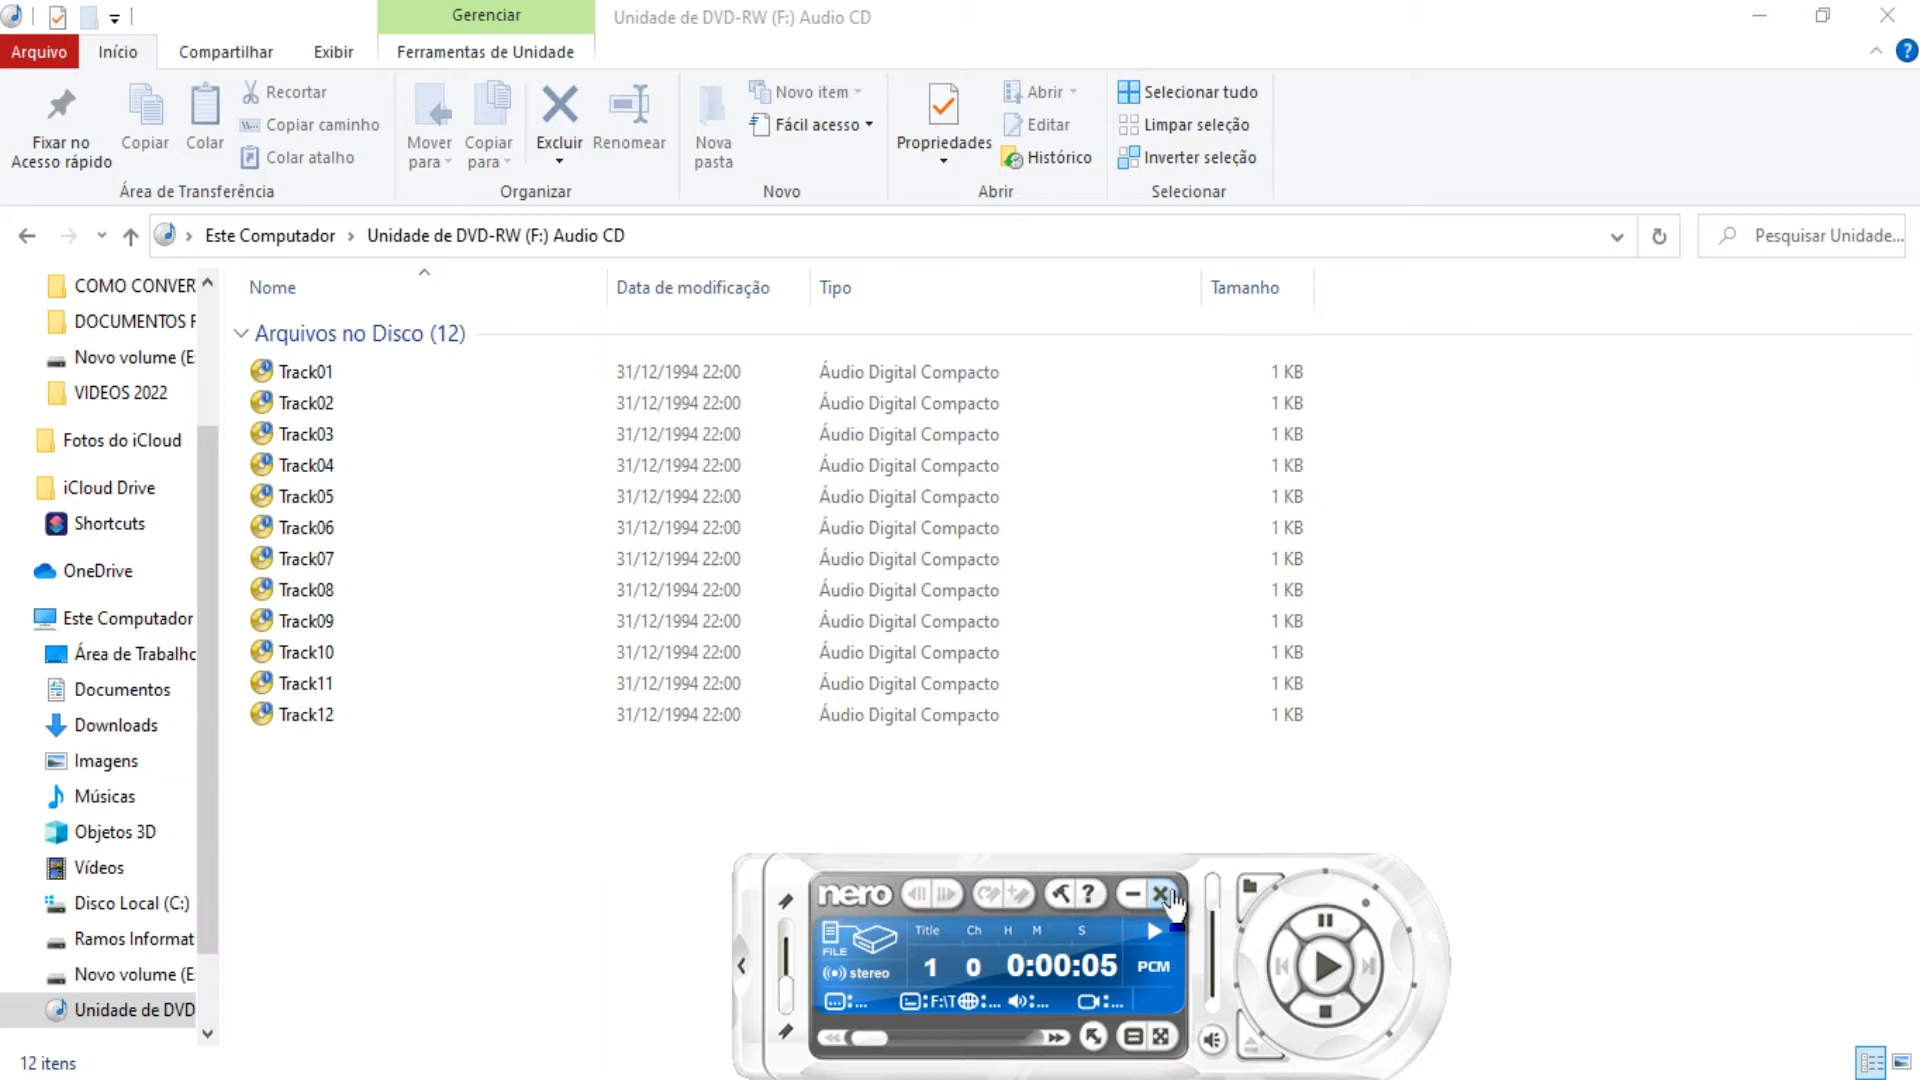 Gerenciar
Unidade de DVD-RW (F:) Audio CD
Arquivo
Início
Compartilhar
Exibir
Ferramentas de Unidade
Fixar no
Acesso rápido
Copiar
Colar
Recortar
Copiar caminho
Colar atalho
Área de Transferência
Mover
para
Copiar
para
Excluir
Renomear
Organizar
Nova
pasta
Novo item
Fácil acesso
Novo
Propriedades
Abrir
Editar
Histórico
Abrir
Selecionar tudo
Limpar seleção
Inverter seleção
Selecionar
Este Computador
Unidade de DVD-RW (F:) Audio CD
Pesquisar Unidade...
COMO CONVER
DOCUMENTOS F
Novo volume (E
VIDEOS 2022
Fotos do iCloud
iCloud Drive
Shortcuts
OneDrive
Este Computador
Área de Trabalho
Documentos
Downloads
Imagens
Músicas
Objetos 3D
Vídeos
Disco Local (C:)
Ramos Informat
Novo volume (E
Unidade de DVD
Nome
Data de modificação
Tipo
Tamanho
Arquivos no Disco (12)
Track01 31/12/1994 22:00 Áudio Digital Compacto 1 KB
Track02 31/12/1994 22:00 Áudio Digital Compacto 1 KB
Track03 31/12/1994 22:00 Áudio Digital Compacto 1 KB
Track04 31/12/1994 22:00 Áudio Digital Compacto 1 KB
Track05 31/12/1994 22:00 Áudio Digital Compacto 1 KB
Track06 31/12/1994 22:00 Áudio Digital Compacto 1 KB
Track07 31/12/1994 22:00 Áudio Digital Compacto 1 KB
Track08 31/12/1994 22:00 Áudio Digital Compacto 1 KB
Track09 31/12/1994 22:00 Áudio Digital Compacto 1 KB
Track10 31/12/1994 22:00 Áudio Digital Compacto 1 KB
Track11 31/12/1994 22:00 Áudio Digital Compacto 1 KB
Track12 31/12/1994 22:00 Áudio Digital Compacto 1 KB
nero
Title Ch H M S
FILE
stereo
1 0 0:00:05 PCM
:... :F:\T :... :... :...
12 itens